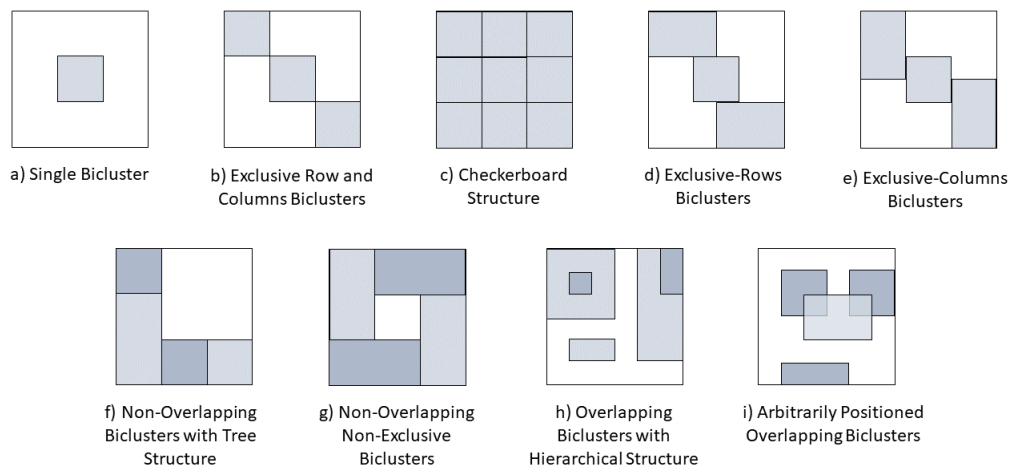 a) Single Bicluster
b) Exclusive Row and
Columns Biclusters
c) Checkerboard
Structure
d) Exclusive-Rows
Biclusters
e) Exclusive-Columns
Biclusters
f) Non-Overlapping
Biclusters with Tree
Structure
g) Non-Overlapping
Non-Exclusive
Biclusters
h) Overlapping
Biclusters with
Hierarchical Structure
i) Arbitrarily Positioned
Overlapping Biclusters